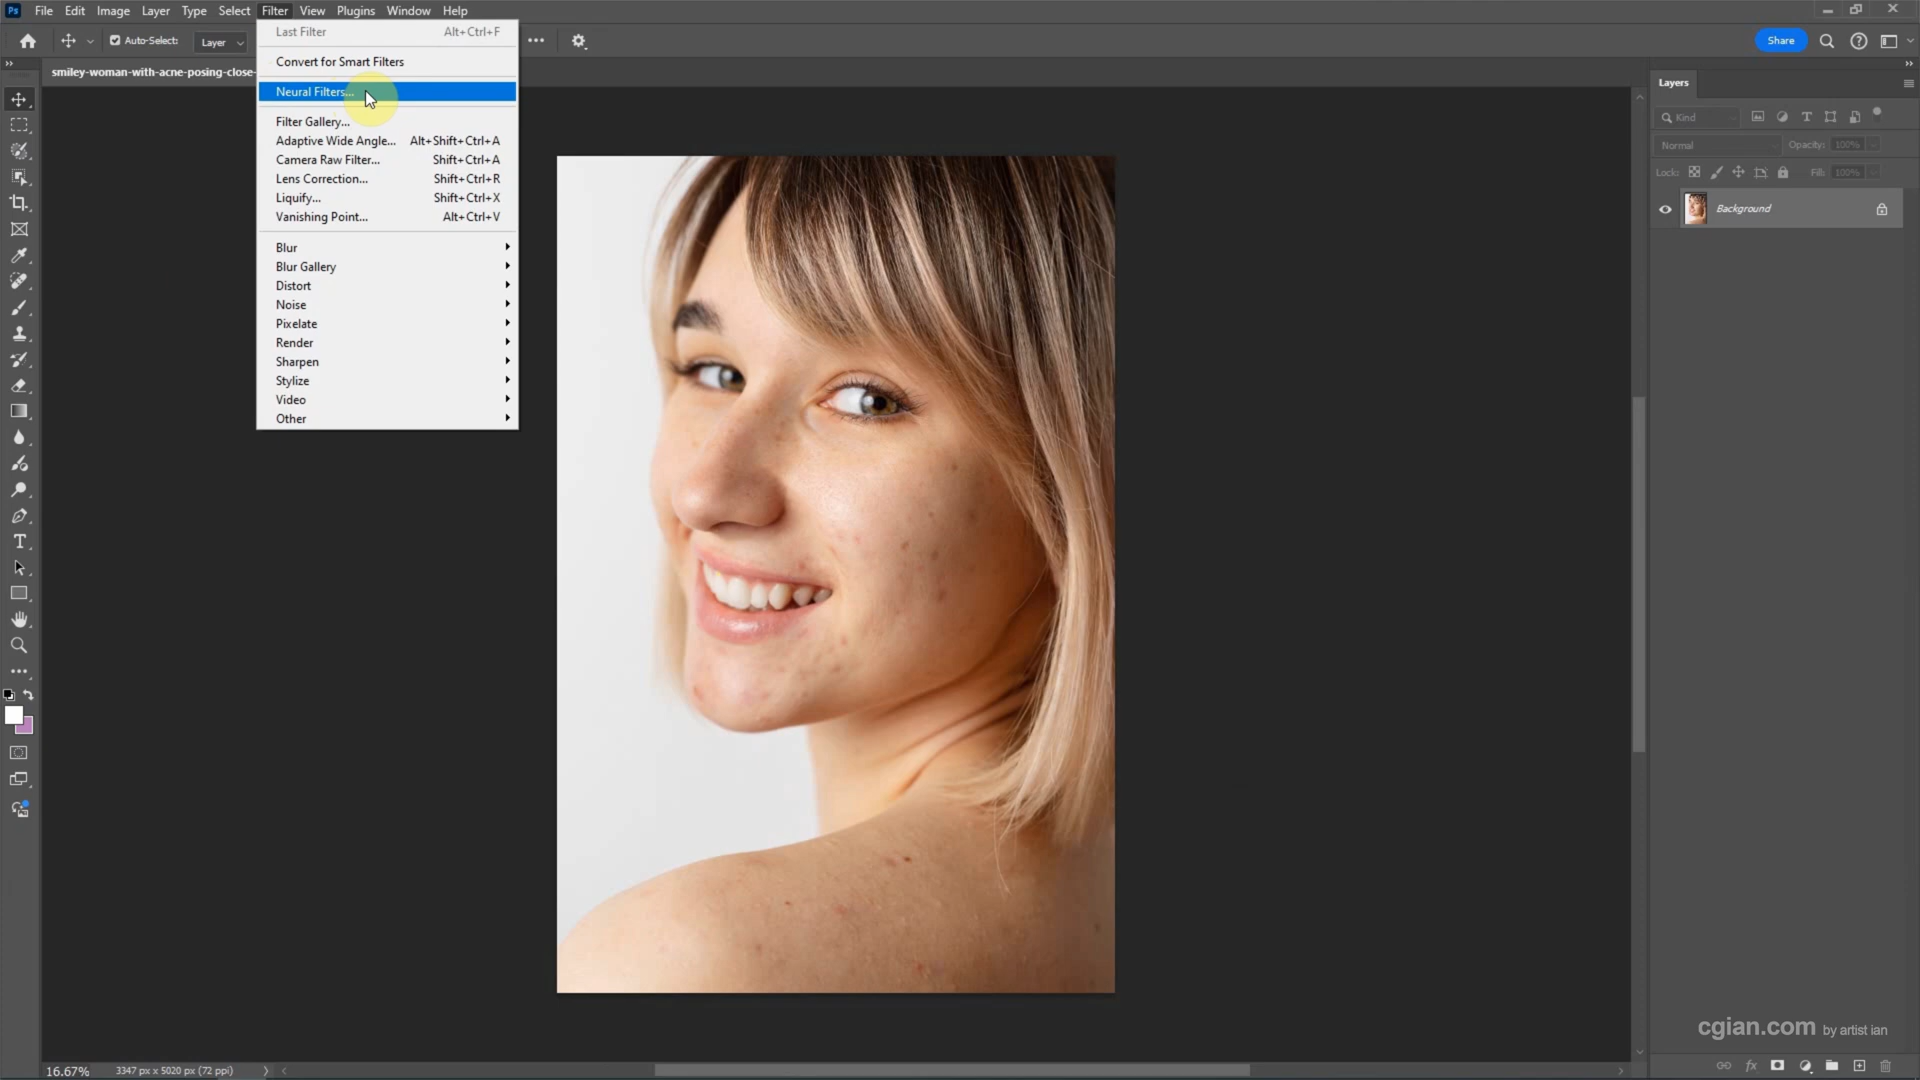 Ps File Edit Image Layer Type Select Filter View Plugins Window Help
Auto-Select: Layer Share
smiley-woman-with-acne-posing-close-
Last Filter Alt+Ctrl+F
Convert for Smart Filters
Neural Filters...
Filter Gallery...
Adaptive Wide Angle... Alt+Shift+Ctrl+A
Camera Raw Filter... Shift+Ctrl+A
Lens Correction... Shift+Ctrl+R
Liquify... Shift+Ctrl+X
Vanishing Point... Alt+Ctrl+V
Blur
Blur Gallery
Distort
Noise
Pixelate
Render
Sharpen
Stylize
Video
Other
Layers
Kind
Normal Opacity: 100%
Lock: Fill: 100%
Background
cgian.com by artist ian
16.67% 3347 px x 5020 px (72 ppi)